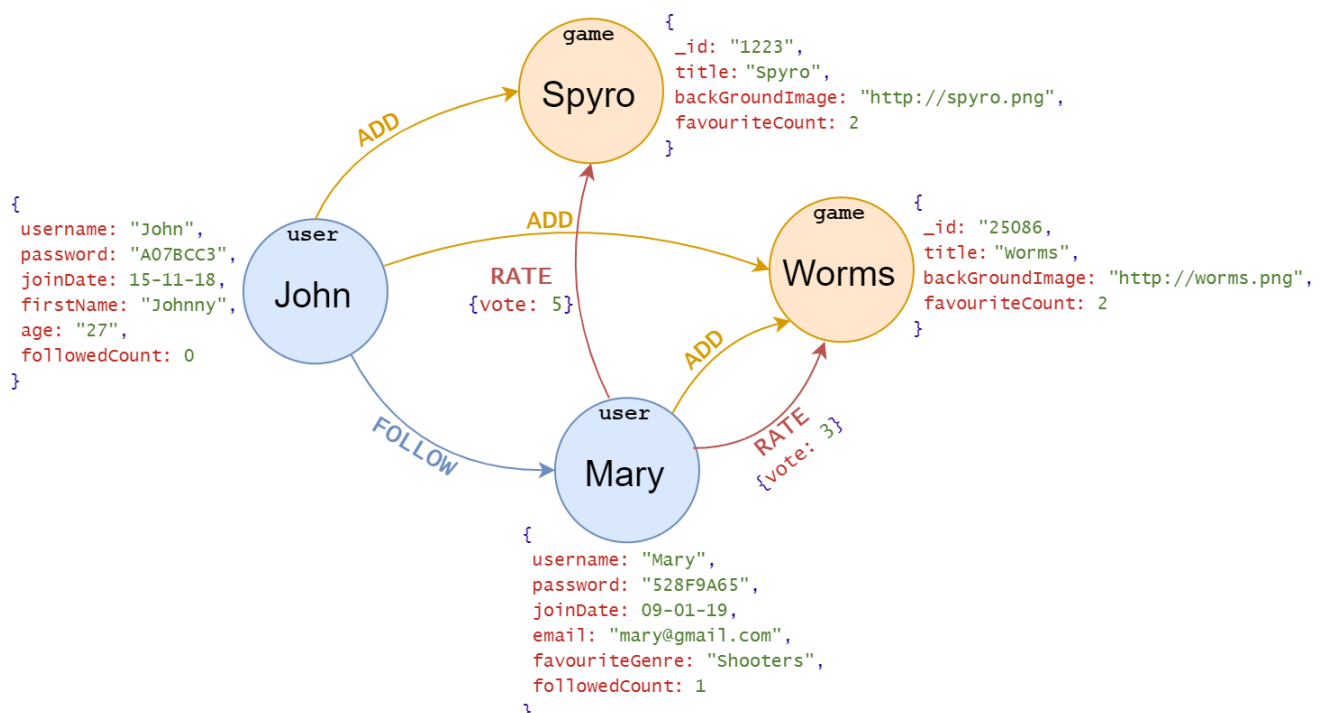 game
Spyro
{
_id: "1223",
title: "Spyro",
backGroundImage: "http://spyro.png",
favouriteCount: 2
}
ADD
{
username: "John",
password: "A07BCC3",
joinDate: 15-11-18,
firstName: "Johnny",
age: "27",
followedCount: 0
}
user
John
ADD
RATE
{vote: 5}
game
Worms
{
_id: "25086,
title: "Worms",
backGroundImage: "http://worms.png",
favouriteCount: 2
}
ADD
FOLLOW
user
Mary
RATE
{vote: 3}
{
username: "Mary",
password: "528F9A65",
joinDate: 09-01-19,
email: "mary@gmail.com",
favouriteGenre: "Shooters",
followedCount: 1
}